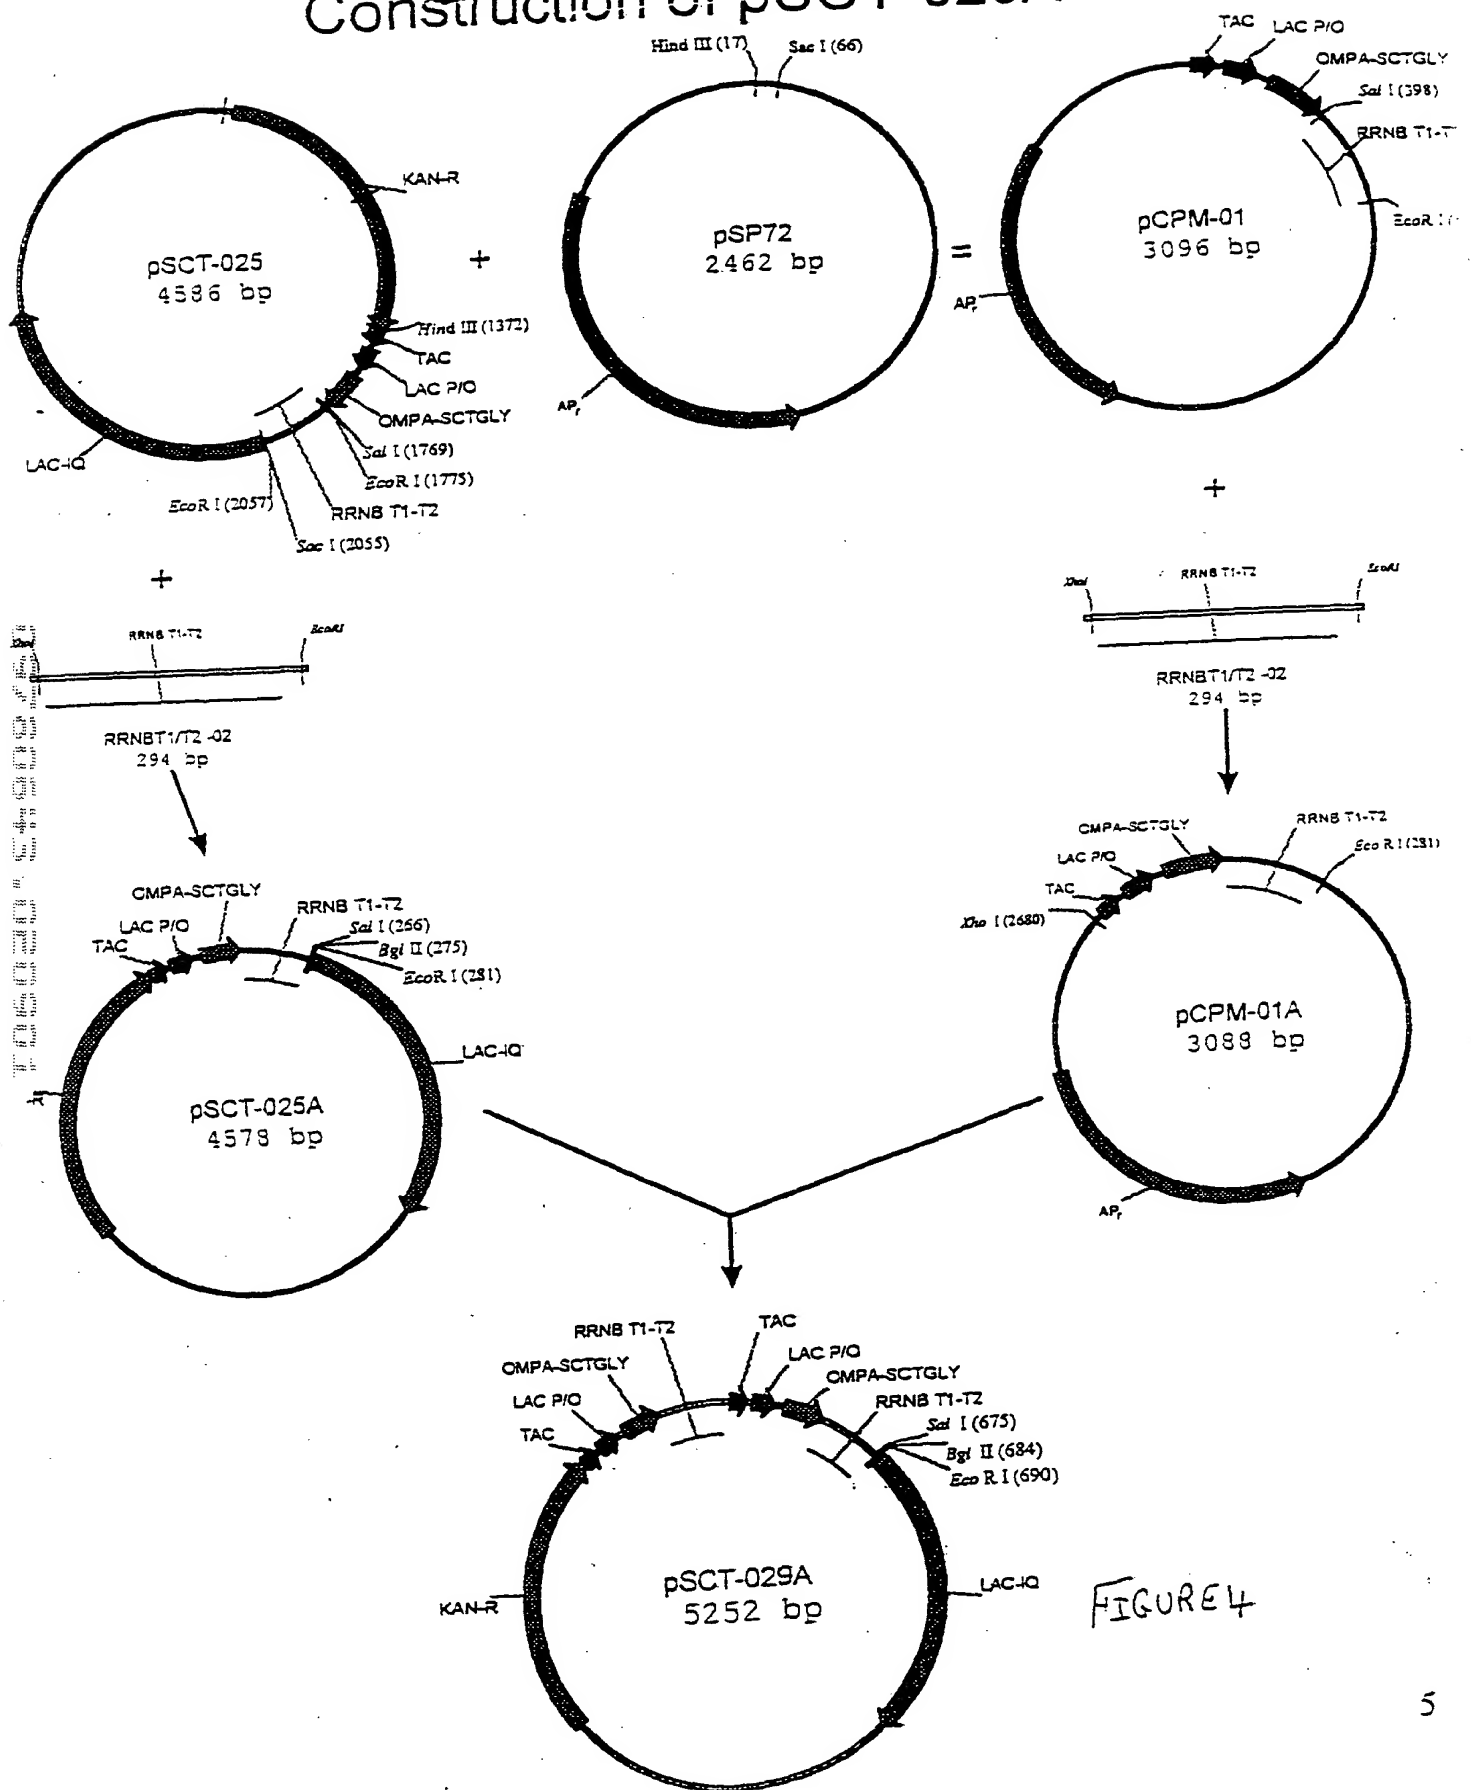 Construction of
Hind III (17)
Sac I (66)
TAC
LAC P/O
OMPA-SCTGLY
Sal I (398)
RRNB T1-T
EcoR I
pCPM-01
3096 bp
AP r
KAN-R
pSCT-025
4586 bp
Hind III (1372)
TAC
LAC P/O
OMPA-SCTGLY
Sal I (1769)
EcoR I (1775)
RRNB T1-T2
Sac I (2055)
EcoR I (2057)
LAC-IQ
+
pSP72
2462 bp
AP r
=
+
RRNB T1-T2
EcoRI
RRNBT1/T2 -02
294 bp
+
XhoI
RRNB T1-T2
EcoRI
RRNBT1/T2 -02
294 bp
OMPA-SCTGLY
LAC P/O
TAC
RRNB T1-T2
Sal I (266)
Bgl II (275)
EcoR I (281)
LAC-IQ
-R
pSCT-025A
4578 bp
OMPA-SCTGLY
LAC P/O
TAC
Xho I (2680)
RRNB T1-T2
Eco R I (281)
pCPM-01A
3088 bp
AP r
RRNB T1-T2
OMPA-SCTGLY
LAC P/O
TAC
TAC
LAC P/O
OMPA-SCTGLY
RRNB T1-T2
Sal I (675)
Bgl II (684)
Eco R I (690)
LAC-IQ
KAN-R
pSCT-029A
5252 bp
FIGURE 4
5